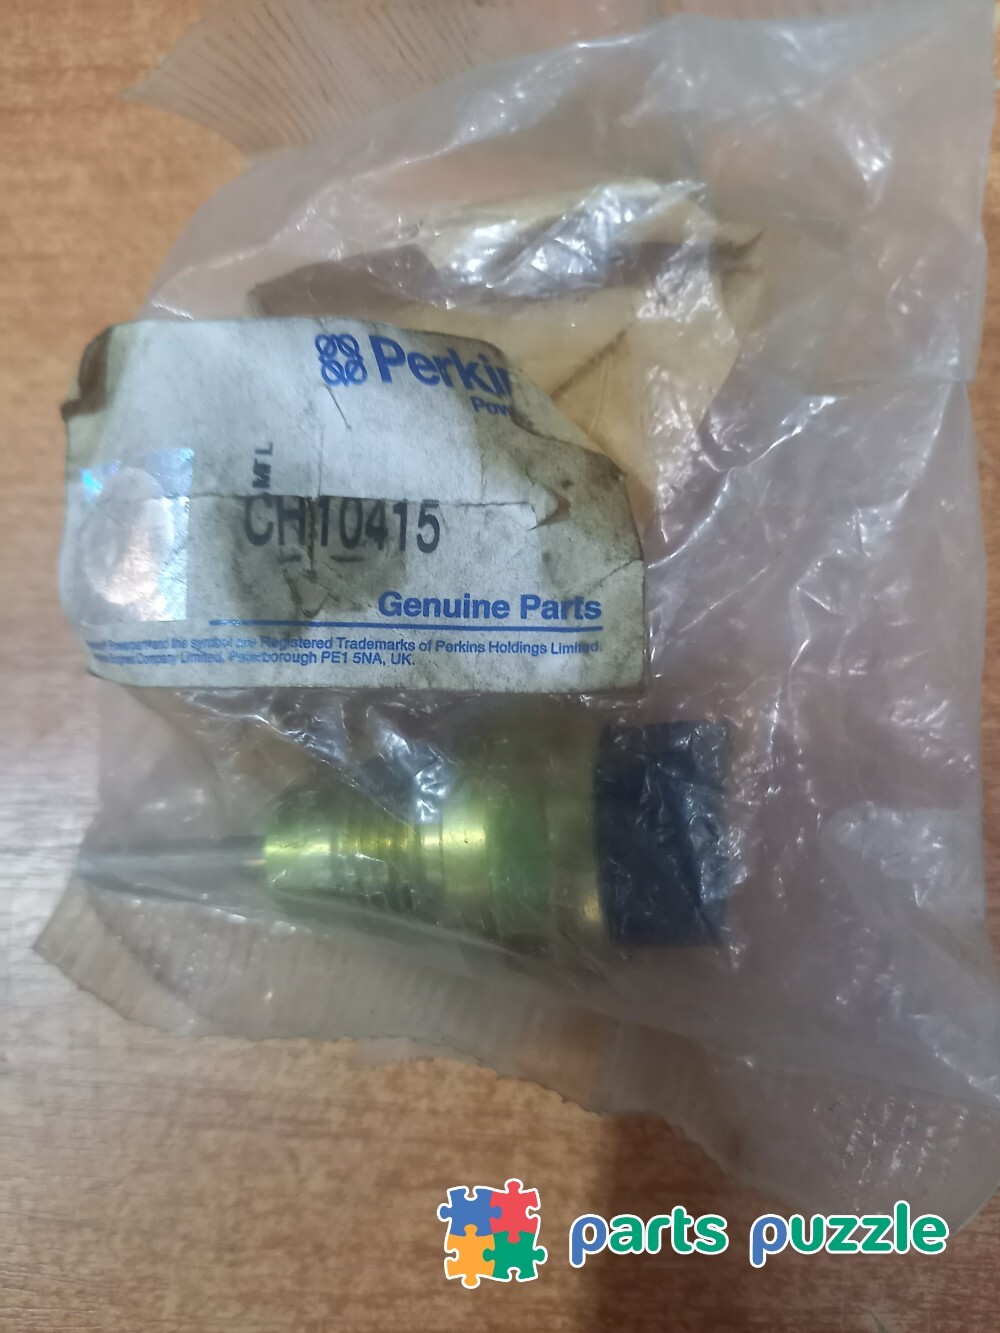 Perkin
Pow
MTL
CH10415
Genuine Parts
and the symbol are Registered Trademarks of Perkins Holdings Limited.
Company Limited, Peterborough PE1 5NA, UK.
parts puzzle